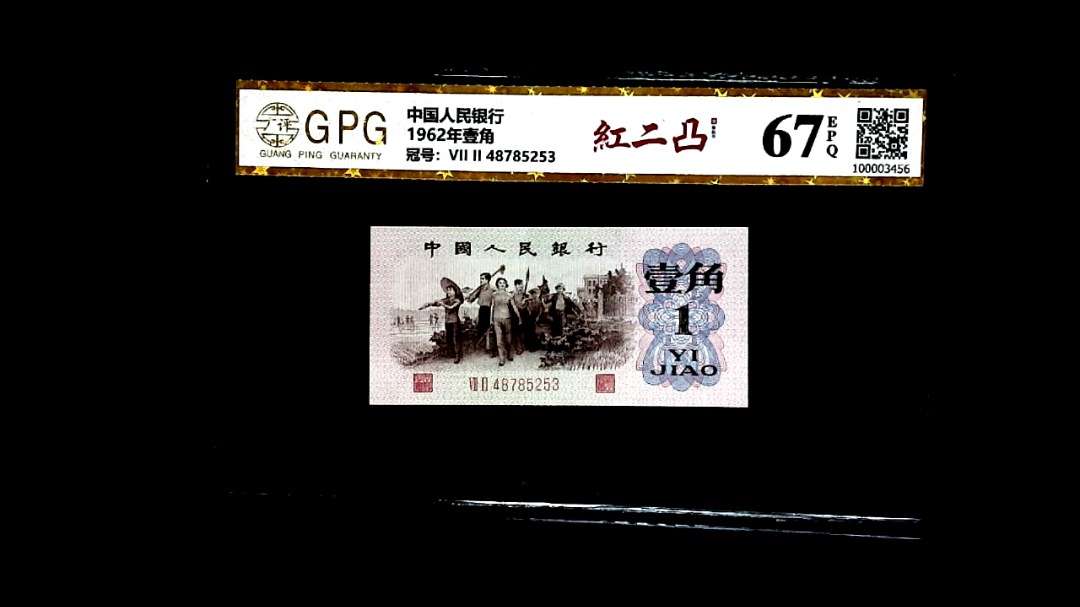 GPG
GUANG PING GUARANTY
中国人民银行
1962年壹角
冠号：VII II 48785253
紅二凸
67
EPQ
100003456
中國人民銀行
壹角
1
YI
JIAO
VII II 48785253